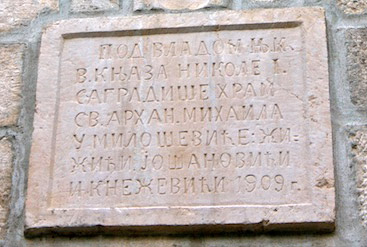 ПОД ВЛАДОМ Њ.К.
В. КЊАЗА НИКОЛЕ I.
САГРАДИШЕ ХРАМ
СВ. АРХАН. МИХАИЛА
У МИЛОШЕВИЋЕ: ЖИ-
ЖИЋИ ЈОШАНОВИЋИ
И КНЕЖЕВИЋИ 1909 г.